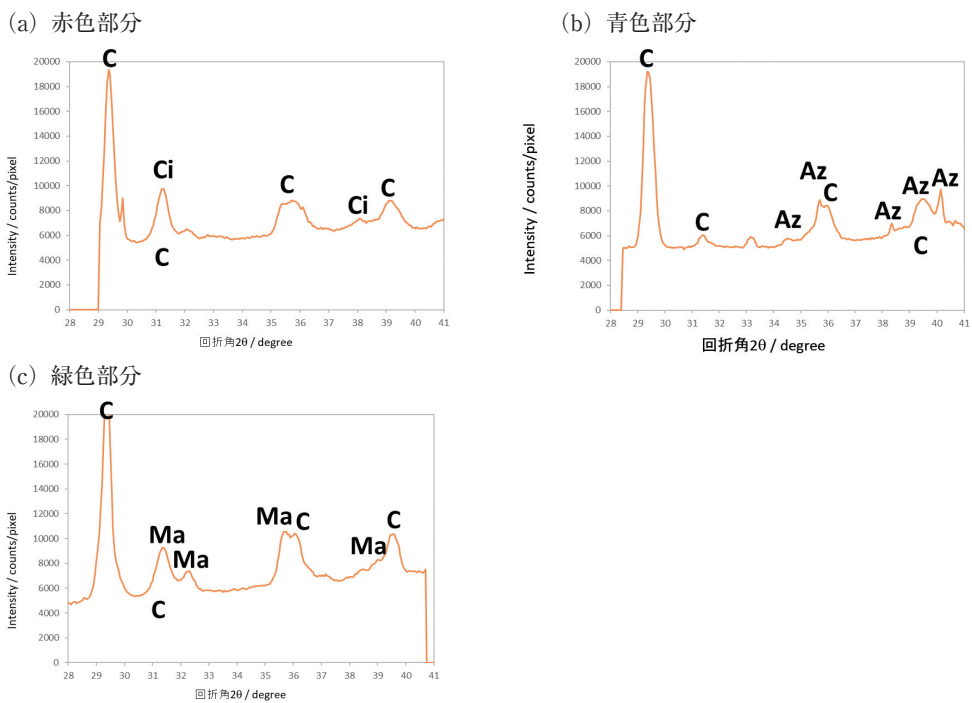 (a) 赤色部分
C
20000
18000
16000
14000
12000
10000
8000
6000
4000
2000
0
Ci
C
C
Ci
C
28 29 30 31 32 33 34 35 36 37 38 39 40 41
Intensity / counts/pixel
回折角2θ / degree
(b) 青色部分
C
20000
18000
16000
14000
12000
10000
8000
6000
4000
2000
0
C
Az
Az
C
Az
Az
Az
C
28 29 30 31 32 33 34 35 36 37 38 39 40 41
Intensity / counts/pixel
回折角2θ / degree
(c) 緑色部分
C
20000
18000
16000
14000
12000
10000
8000
6000
4000
2000
0
Ma
Ma
C
Ma
C
Ma
C
28 29 30 31 32 33 34 35 36 37 38 39 40 41
Intensity / counts/pixel
回折角2θ / degree